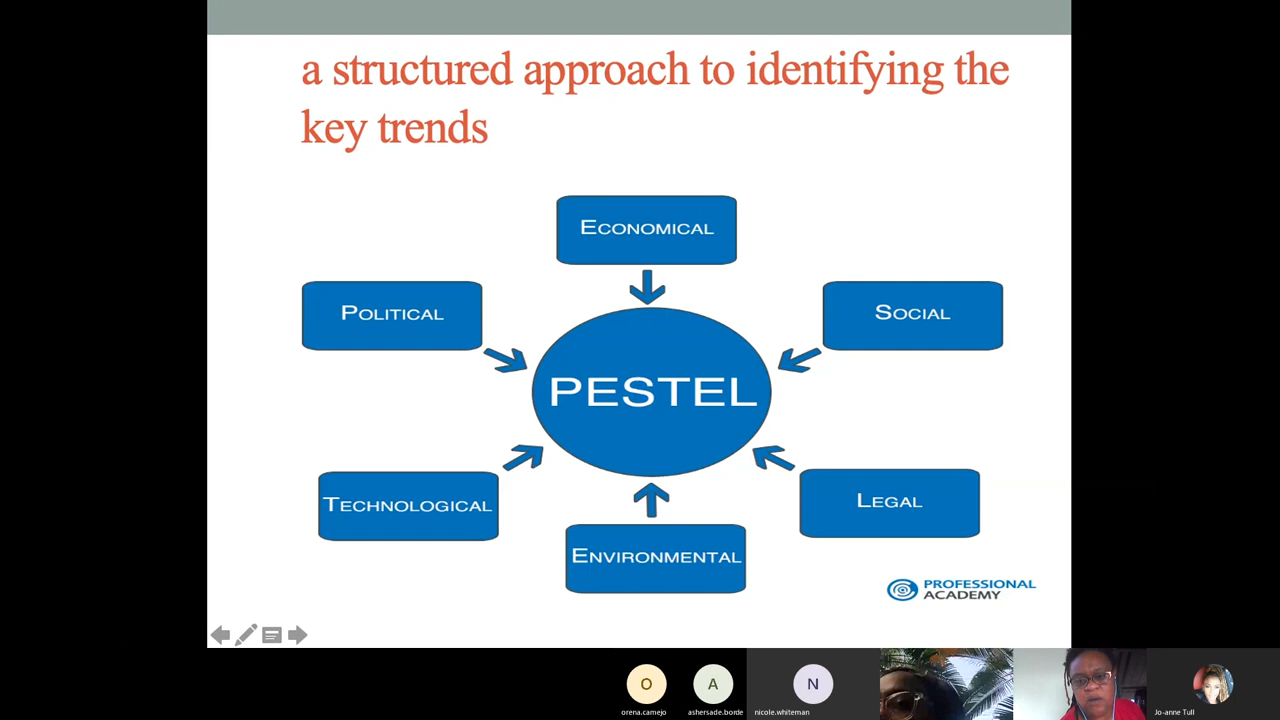 a structured approach to identifying the
key trends
ECONOMICAL
POLITICAL
SOCIAL
PESTEL
TECHNOLOGICAL
LEGAL
ENVIRONMENTAL
PROFESSIONAL
ACADEMY
O
A
N
orena.camejo
ashersade.borde
nicole.whiteman
Jo-anne Tull